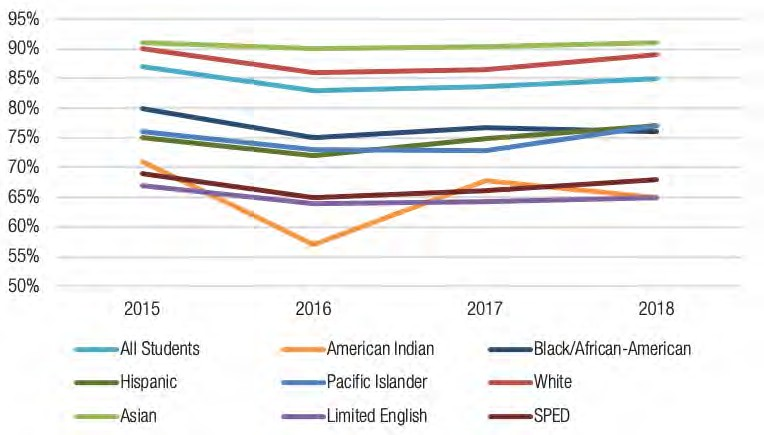 95%
90%
85%
80%
75%
70%
65%
60%
55%
50%
2015 2016 2017 2018
All Students American Indian Black/African-American
Hispanic Pacific Islander White
Asian Limited English SPED